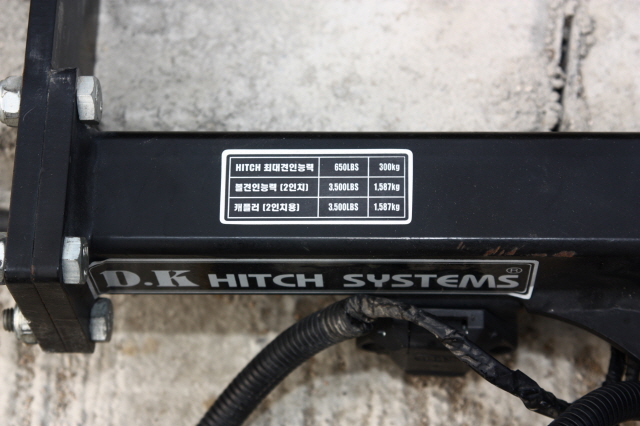 HITCH 최대견인능력 650LBS 300kg
볼견인능력 (2인치) 3,500LBS 1,587kg
캐플러 (2인치용) 3,500LBS 1,587kg
D.K HITCH SYSTEMS®